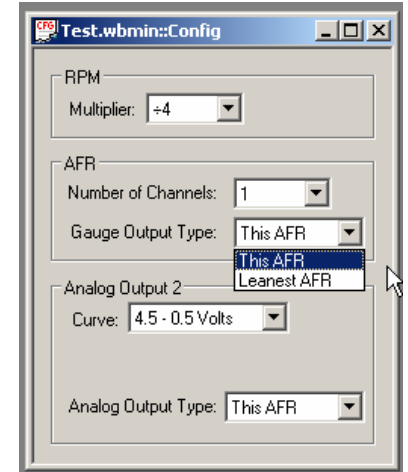 CFG Test.wbmin::Config
RPM
Multiplier: ÷4
AFR
Number of Channels: 1
Gauge Output Type: This AFR
This AFR
Leanest AFR
Analog Output 2
Curve: 4.5 - 0.5 Volts
Analog Output Type: This AFR